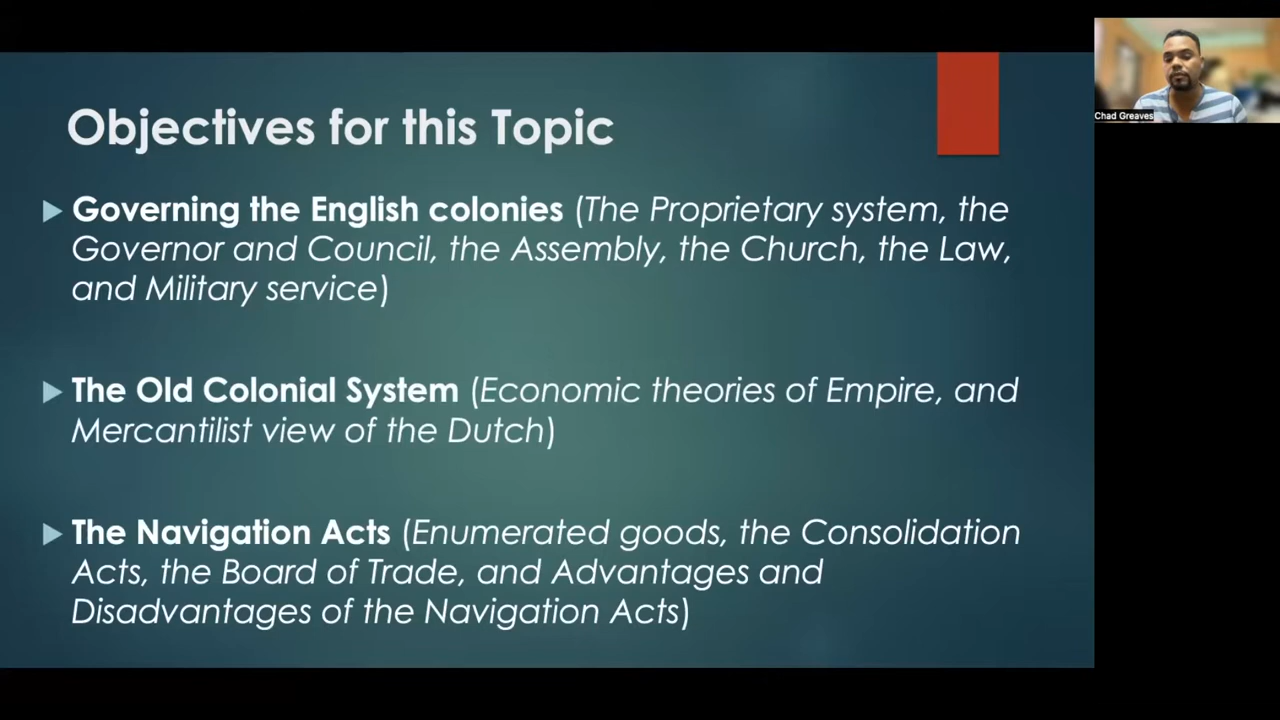 Objectives for this Topic
Governing the English colonies (The Proprietary system, the
Governor and Council, the Assembly, the Church, the Law,
and Military service)
The Old Colonial System (Economic theories of Empire, and
Mercantilist view of the Dutch)
The Navigation Acts (Enumerated goods, the Consolidation
Acts, the Board of Trade, and Advantages and
Disadvantages of the Navigation Acts)
Chad Greaves